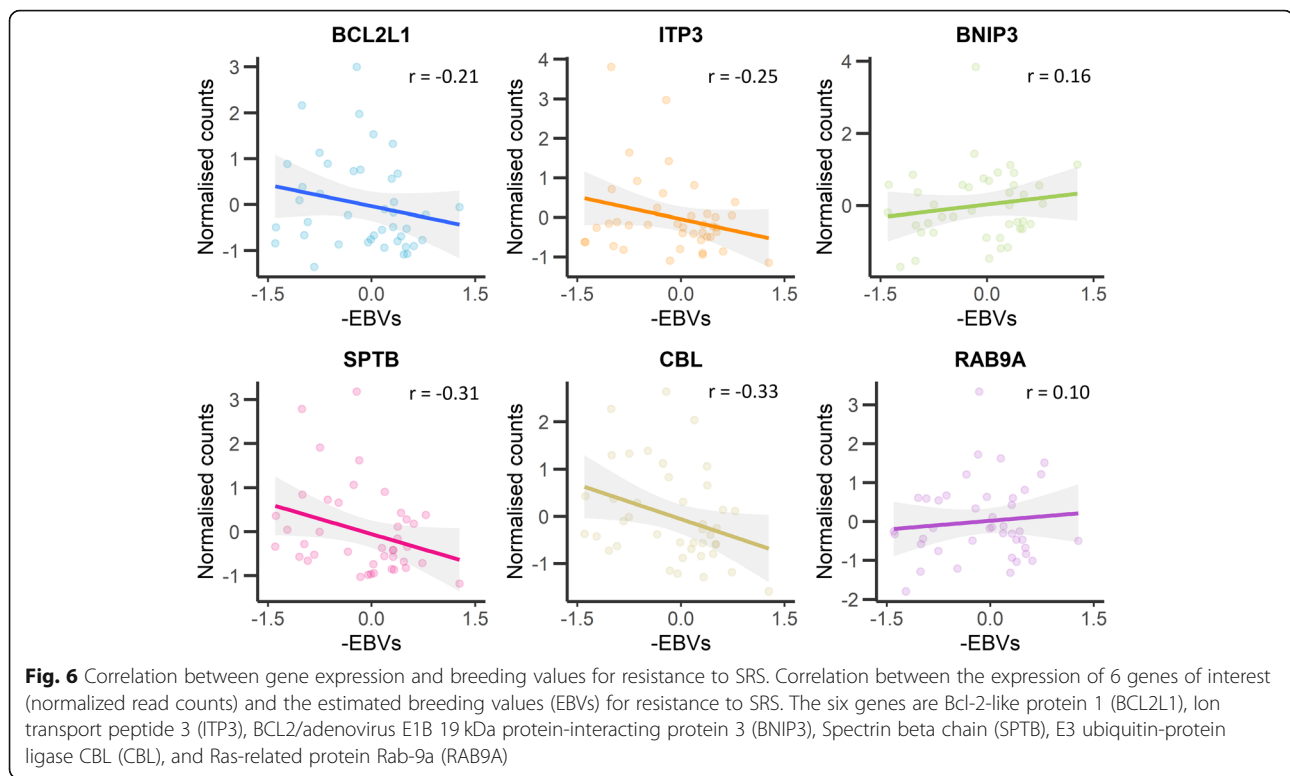 BCL2L1
ITP3
BNIP3
r = -0.21
r = -0.25
r = 0.16
Normalised counts
3
2
1
0
-1
-1.5
0.0
1.5
-EBVs
Normalised counts
4
3
2
1
0
-1
-1.5
0.0
1.5
-EBVs
Normalised counts
4
2
0
-1.5
0.0
1.5
-EBVs
SPTB
CBL
RAB9A
r = -0.31
r = -0.33
r = 0.10
Normalised counts
3
2
1
0
-1
-1.5
0.0
1.5
-EBVs
Normalised counts
2
1
0
-1
-1.5
0.0
1.5
-EBVs
Normalised counts
3
2
1
0
-1
-2
-1.5
0.0
1.5
-EBVs
Fig. 6 Correlation between gene expression and breeding values for resistance to SRS. Correlation between the expression of 6 genes of interest
(normalized read counts) and the estimated breeding values (EBVs) for resistance to SRS. The six genes are Bcl-2-like protein 1 (BCL2L1), Ion
transport peptide 3 (ITP3), BCL2/adenovirus E1B 19 kDa protein-interacting protein 3 (BNIP3), Spectrin beta chain (SPTB), E3 ubiquitin-protein
ligase CBL (CBL), and Ras-related protein Rab-9a (RAB9A)